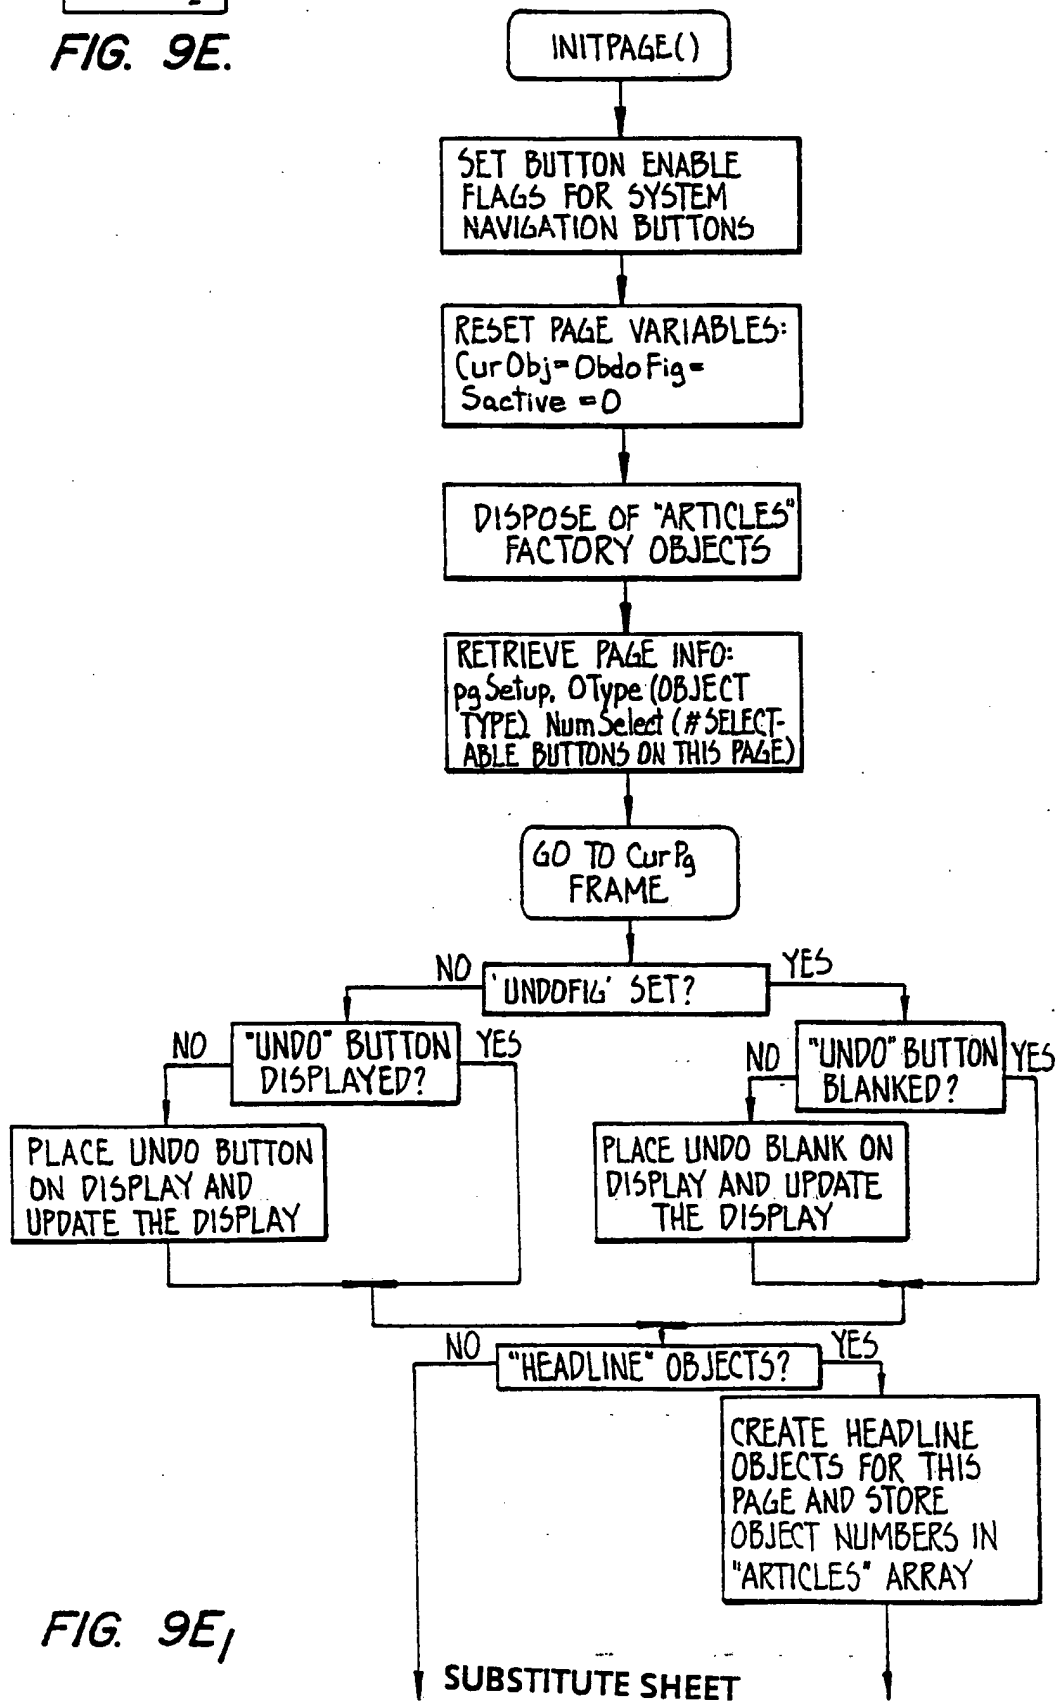 FIG. 9E.
INITPAGE()
SET BUTTON ENABLE
FLAGS FOR SYSTEM
NAVIGATION BUTTONS
RESET PAGE VARIABLES:
CurObj=ObdoFig=
Sactive=0
DISPOSE OF "ARTICLES"
FACTORY OBJECTS
RETRIEVE PAGE INFO:
pgSetup, OType (OBJECT
TYPE) NumSelect (#SELECT-
ABLE BUTTONS ON THIS PAGE)
GO TO CurPg
FRAME
NO
'UNDOFIG' SET?
YES
NO
"UNDO" BUTTON
DISPLAYED?
YES
NO
"UNDO" BUTTON
BLANKED?
YES
PLACE UNDO BUTTON
ON DISPLAY AND
UPDATE THE DISPLAY
PLACE UNDO BLANK ON
DISPLAY AND UPDATE
THE DISPLAY
NO
"HEADLINE" OBJECTS?
YES
CREATE HEADLINE
OBJECTS FOR THIS
PAGE AND STORE
OBJECT NUMBERS IN
"ARTICLES" ARRAY
FIG. 9E1
SUBSTITUTE SHEET